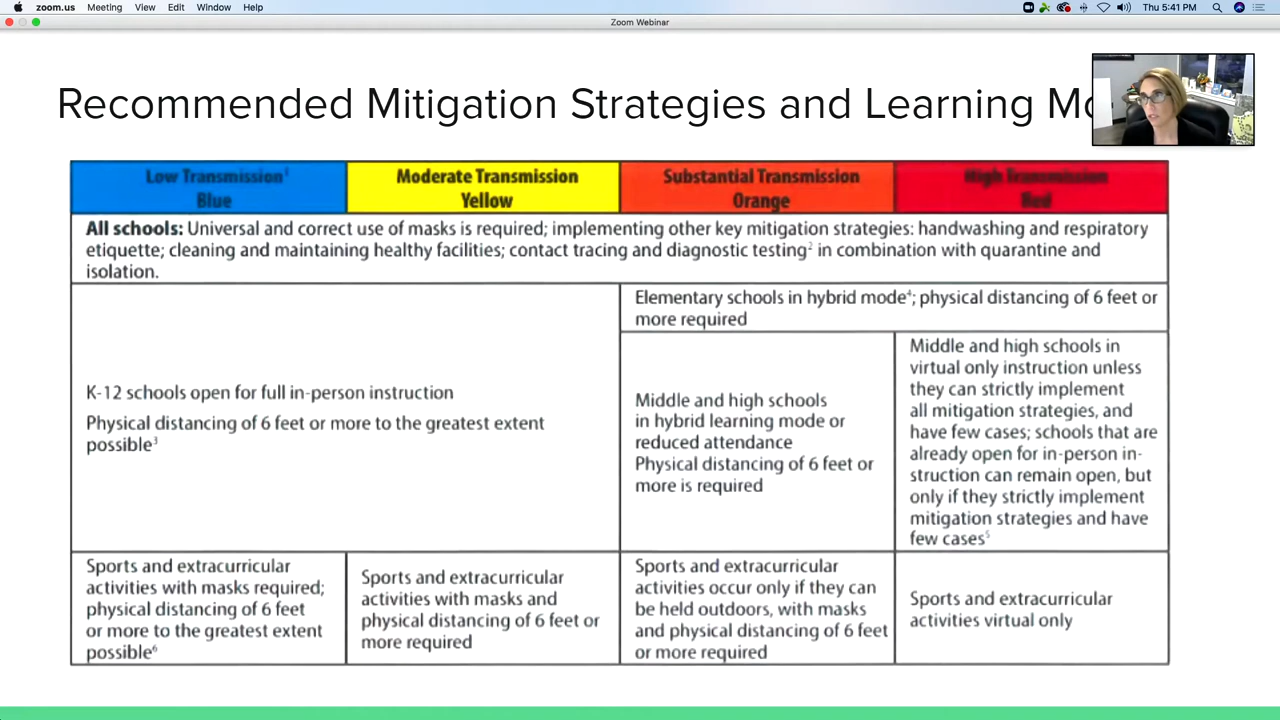 zoom.us Meeting View Edit Window Help Thu 5:41 PM
Zoom Webinar
Recommended Mitigation Strategies and Learning Mo
Low Transmission¹
Blue
Moderate Transmission
Yellow
Substantial Transmission
Orange
High Transmission
Red
All schools: Universal and correct use of masks is required; implementing other key mitigation strategies: handwashing and respiratory
etiquette; cleaning and maintaining healthy facilities; contact tracing and diagnostic testing² in combination with quarantine and
isolation.
K-12 schools open for full in-person instruction
Physical distancing of 6 feet or more to the greatest extent
possible³
Elementary schools in hybrid mode⁴; physical distancing of 6 feet or
more required
Middle and high schools
in hybrid learning mode or
reduced attendance
Physical distancing of 6 feet or
more is required
Middle and high schools in
virtual only instruction unless
they can strictly implement
all mitigation strategies, and
have few cases; schools that are
already open for in-person in-
struction can remain open, but
only if they strictly implement
mitigation strategies and have
few cases⁵
Sports and extracurricular
activities with masks required;
physical distancing of 6 feet
or more to the greatest extent
possible⁶
Sports and extracurricular
activities with masks and
physical distancing of 6 feet or
more required
Sports and extracurricular
activities occur only if they can
be held outdoors, with masks
and physical distancing of 6 feet
or more required
Sports and extracurricular
activities virtual only